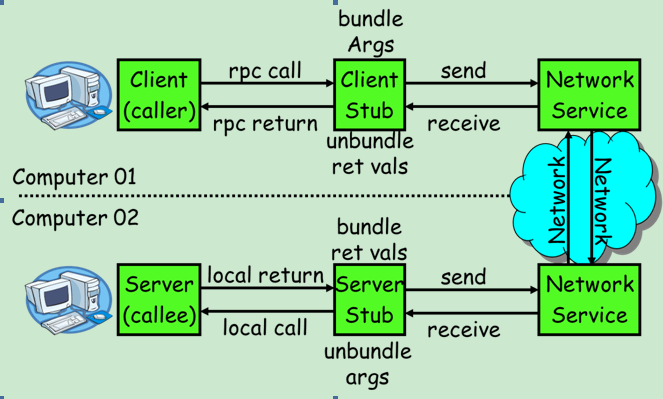 bundle
Args
Client
(caller)
rpc call
rpc return
Client
Stub
send
receive
Network
Service
unbundle
ret vals
Computer 01
Network
Network
Computer 02
bundle
ret vals
Server
(callee)
local return
local call
Server
Stub
send
receive
Network
Service
unbundle
args